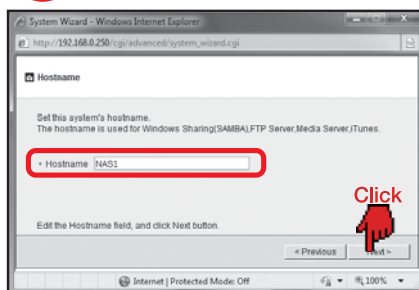 System Wizard - Windows Internet Explorer
http://192.168.0.250/cgi/advanced/system_wizard.cgi
Hostname
Set this system's hostname.
The hostname is used for Windows Sharing(SAMBA),FTP Server,Media Server,iTunes.
• Hostname NAS1
Click
Edit the Hostname field, and click Next button.
< Previous Next >
Internet | Protected Mode: Off 100%